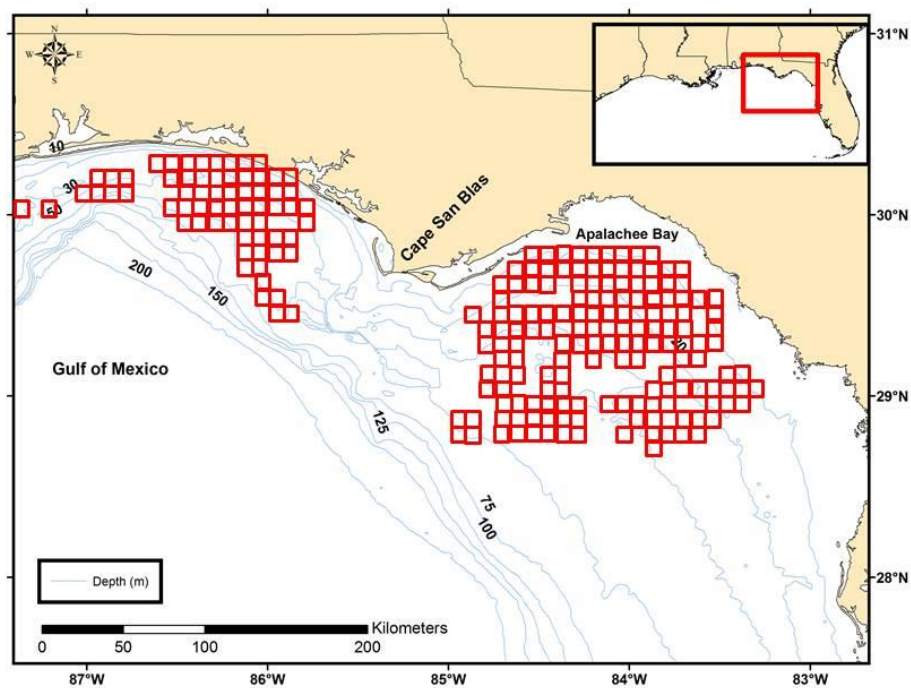 N
W E
S
31°N
10
30
50
30°N
Cape San Blas
Apalachee Bay
200
150
20
Gulf of Mexico
29°N
125
75
100
Depth (m)
28°N
Kilometers
0 50 100 200
87°W 86°W 85°W 84°W 83°W